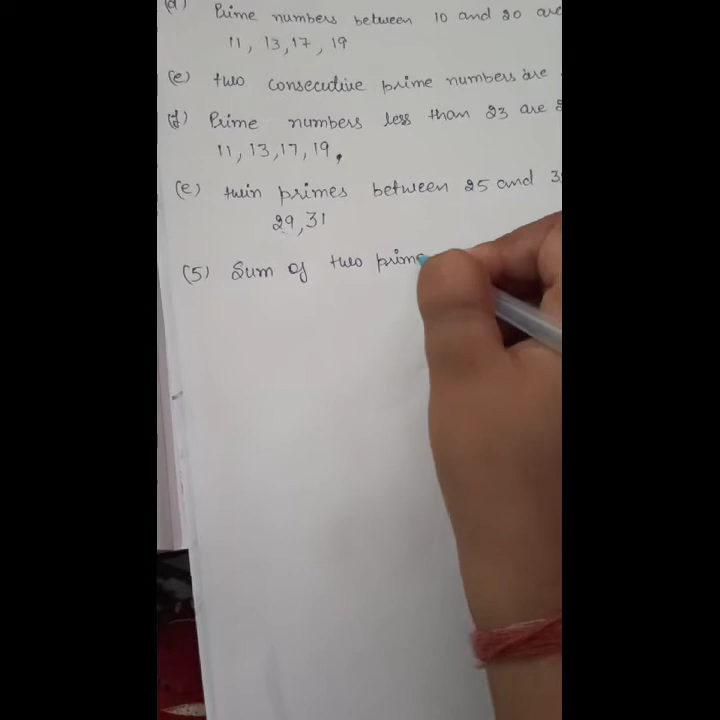 (d) Prime numbers between 10 and 20 are
11, 13, 17, 19
(e) two consecutive prime numbers are
(f) Prime numbers less than 23 are
11, 13, 17, 19,
(e) twin primes between 25 and
29, 31
(5) Sum of two prime